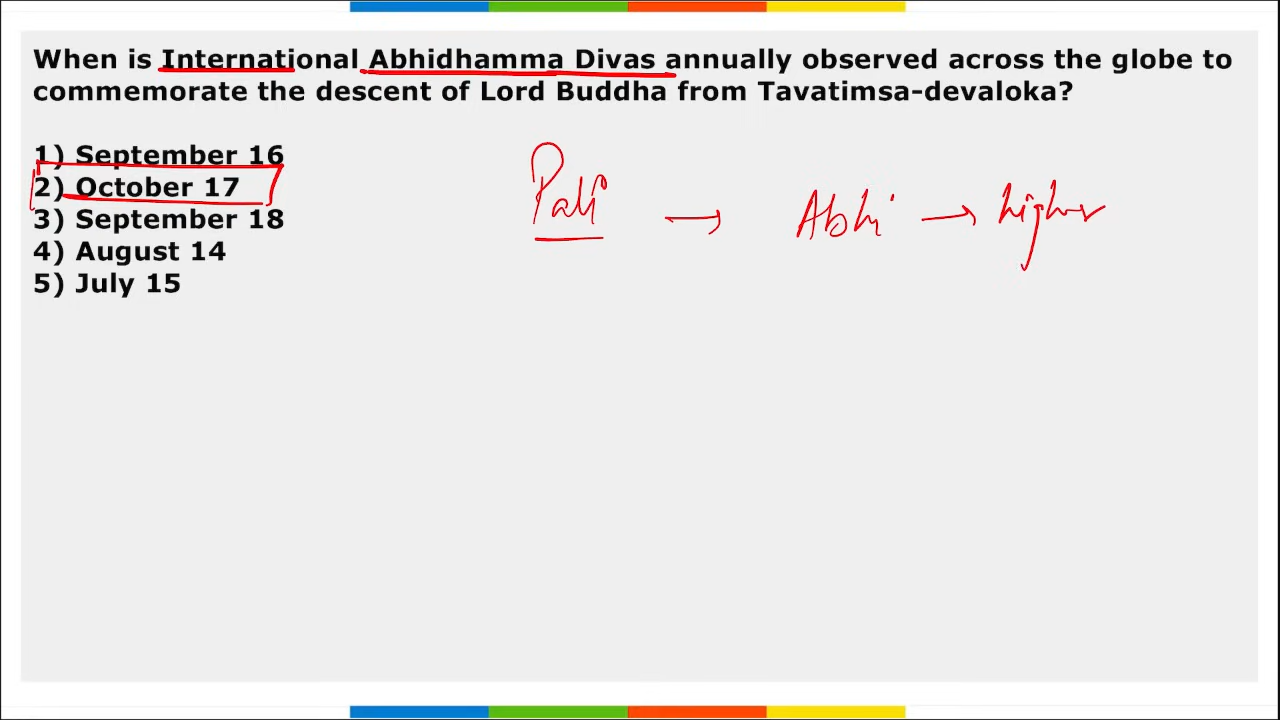 When is International Abhidhamma Divas annually observed across the globe to
commemorate the descent of Lord Buddha from Tavatimsa-devaloka?
1) September 16
2) October 17
3) September 18
4) August 14
5) July 15
Pali → Abhi → higher